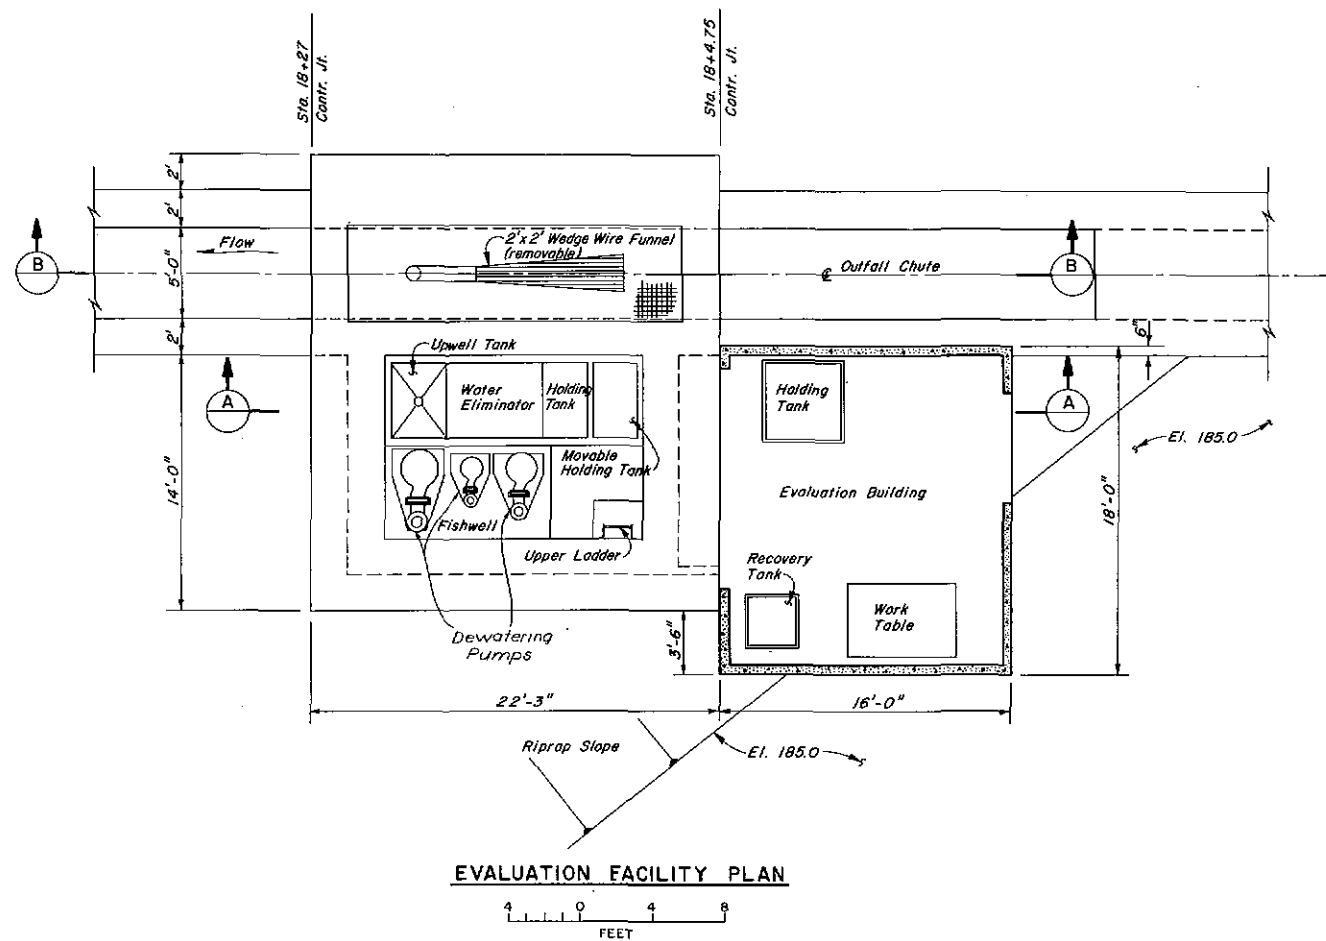 Sta. 18+27
Contr. Jt.
Sta. 18+4.75
Contr. Jt.
2'
2'
5'-0"
2'
14'-0"
Flow
B
2'x2' Wedge Wire Funnel
(removable)
℄ Outfall Chute
B
6"
Upwell Tank
A
Water
Eliminator
Holding
Tank
Holding
Tank
A
El. 185.0
Movable
Holding Tank
Evaluation Building
18'-0"
Fishwell
Upper Ladder
Recovery
Tank
Work
Table
Dewatering
Pumps
3'-6"
22'-3"
16'-0"
Riprap Slope
El. 185.0
EVALUATION FACILITY PLAN
4 0 4 8
FEET